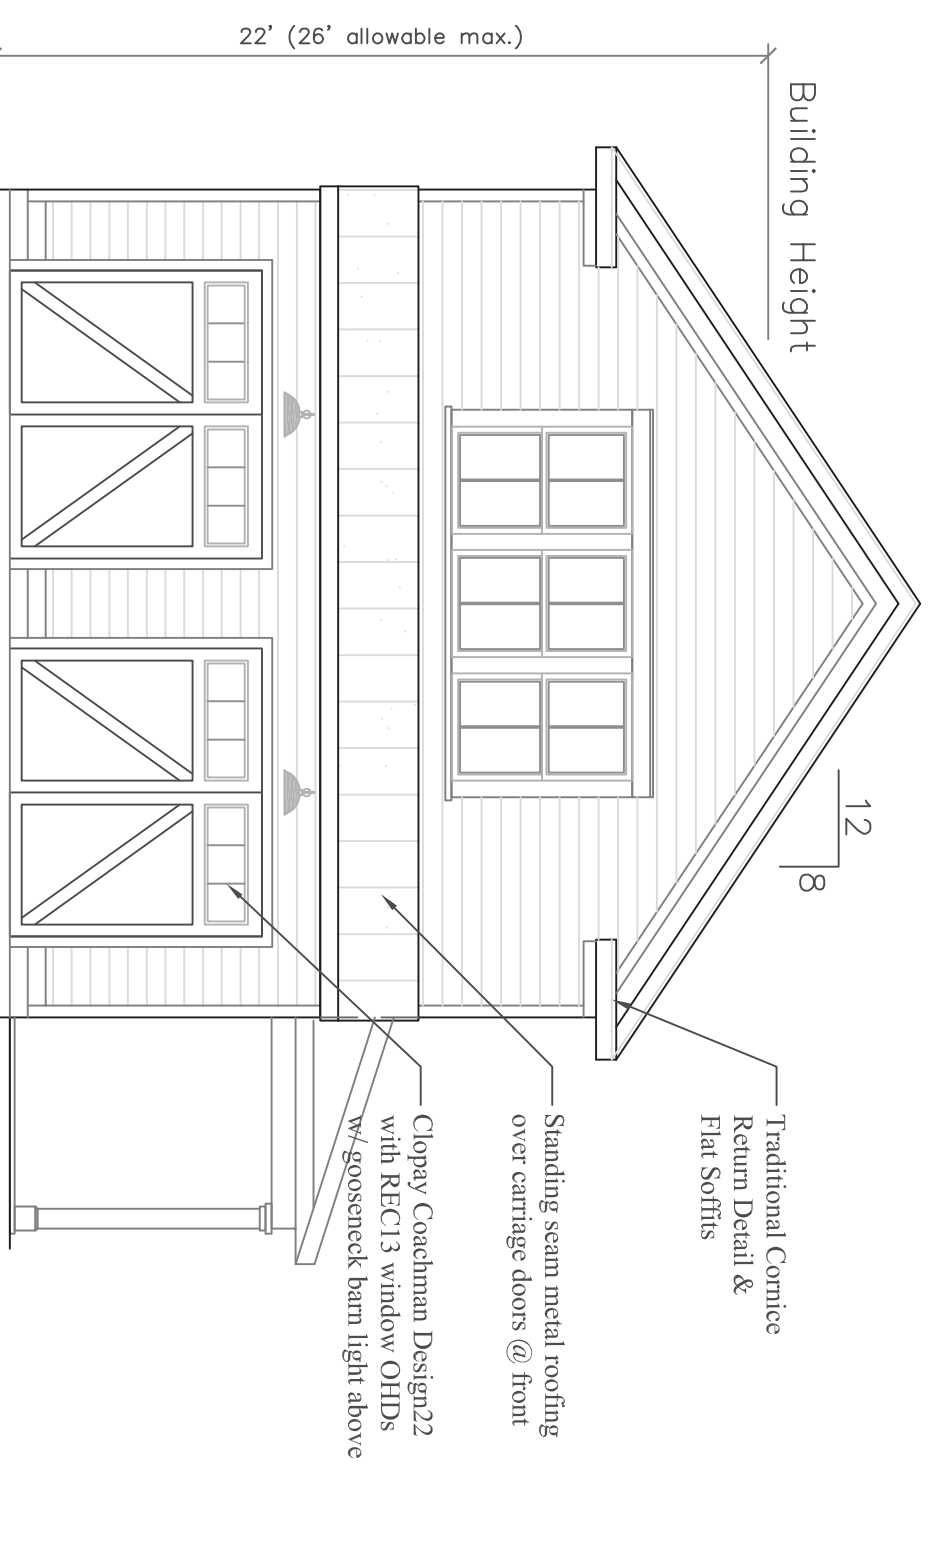 22' (26' allowable max.)
Building Height
12
8
Traditional Cornice
Return Detail &
Flat Soffits
Standing seam metal roofing
over carriage doors @ front
Clopay Coachman Design22
with REC13 window OHDs
w/ gooseneck barn light above